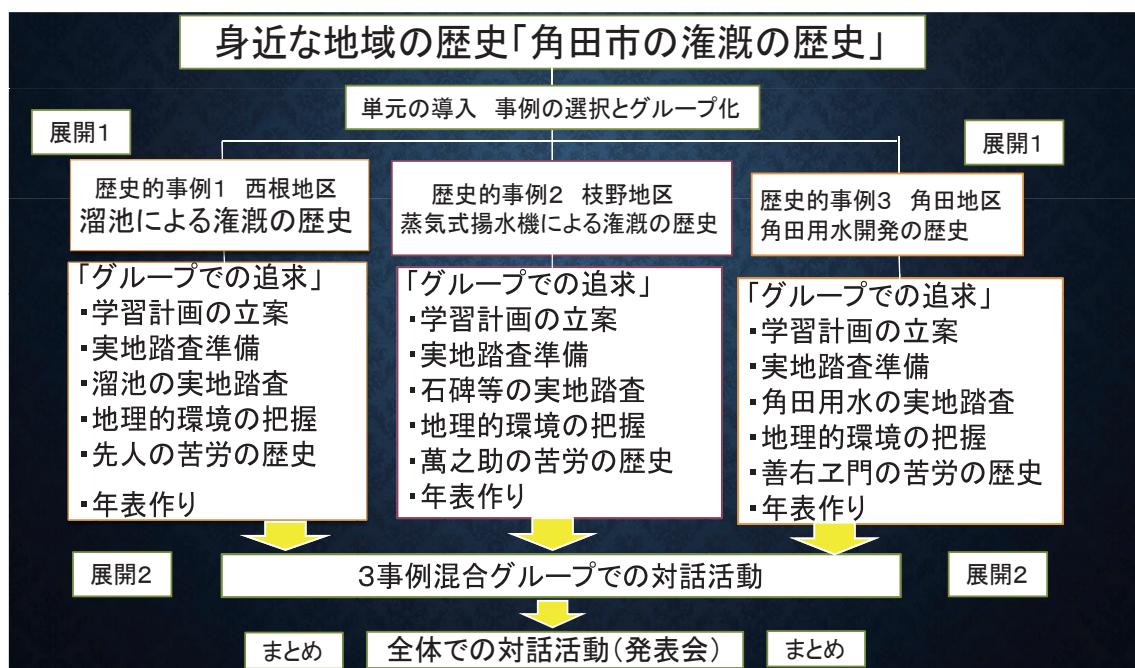 身近な地域の歴史「角田市の潅漑の歴史」
単元の導入　事例の選択とグループ化
展開1
展開1
歴史的事例1　西根地区
溜池による潅漑の歴史
歴史的事例2　枝野地区
蒸気式揚水機による潅漑の歴史
歴史的事例3　角田地区
角田用水開発の歴史
「グループでの追求」
・学習計画の立案
・実地踏査準備
・溜池の実地踏査
・地理的環境の把握
・先人の苦労の歴史
・年表作り
「グループでの追求」
・学習計画の立案
・実地踏査準備
・石碑等の実地踏査
・地理的環境の把握
・萬之助の苦労の歴史
・年表作り
「グループでの追求」
・学習計画の立案
・実地踏査準備
・角田用水の実地踏査
・地理的環境の把握
・善右ヱ門の苦労の歴史
・年表作り
展開2
3事例混合グループでの対話活動
展開2
まとめ
全体での対話活動(発表会)
まとめ